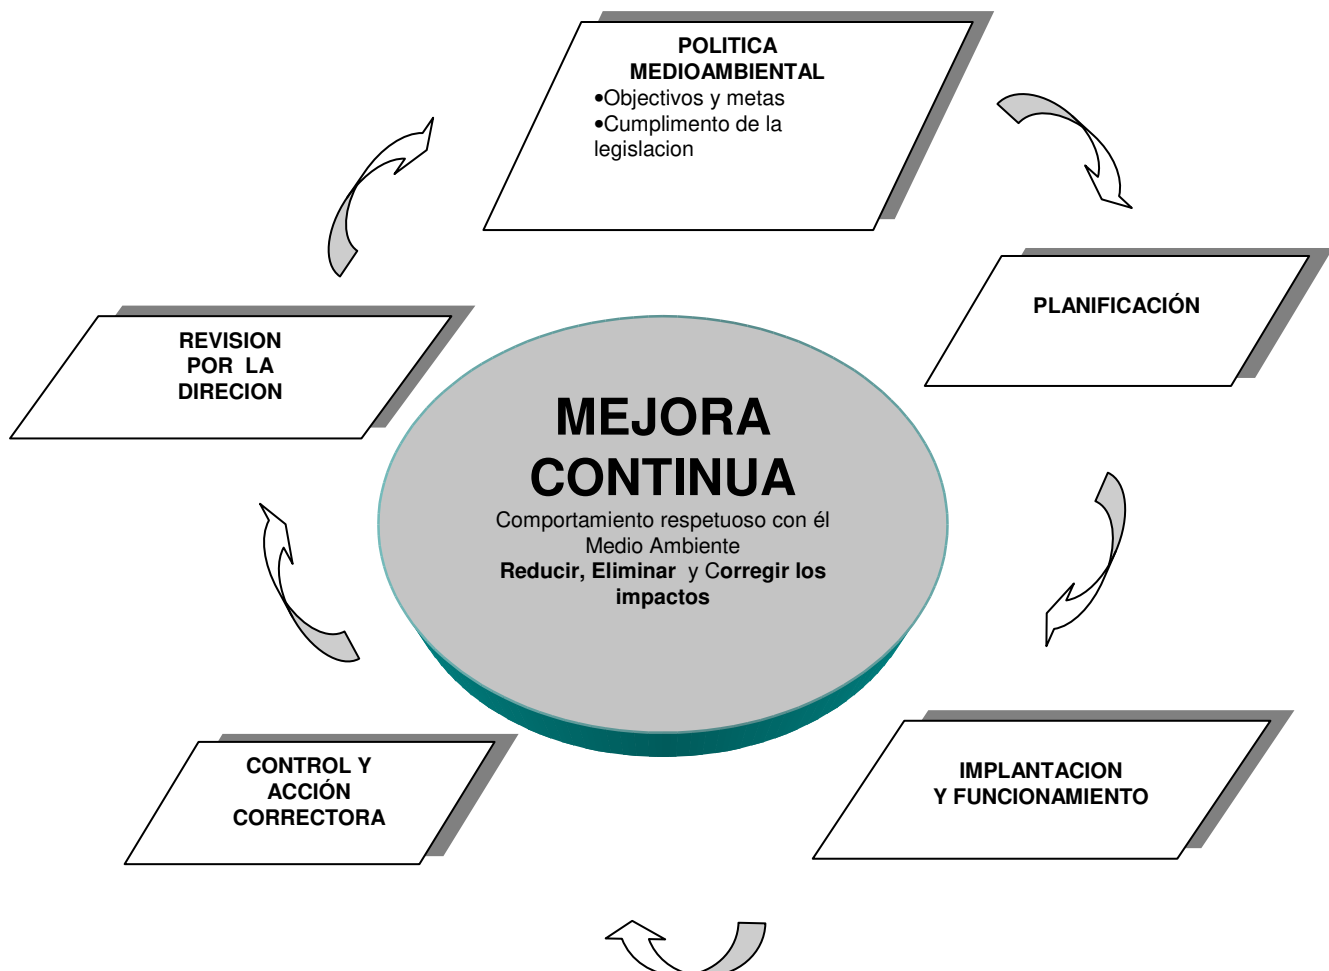 POLITICA
MEDIOAMBIENTAL
•Objectivos y metas
•Cumplimento de la
legislacion
PLANIFICACIÓN
REVISION
POR LA
DIRECION
MEJORA
CONTINUA
Comportamiento respetuoso con él
Medio Ambiente
Reducir, Eliminar y Corregir los
impactos
CONTROL Y
ACCIÓN
CORRECTORA
IMPLANTACION
Y FUNCIONAMIENTO